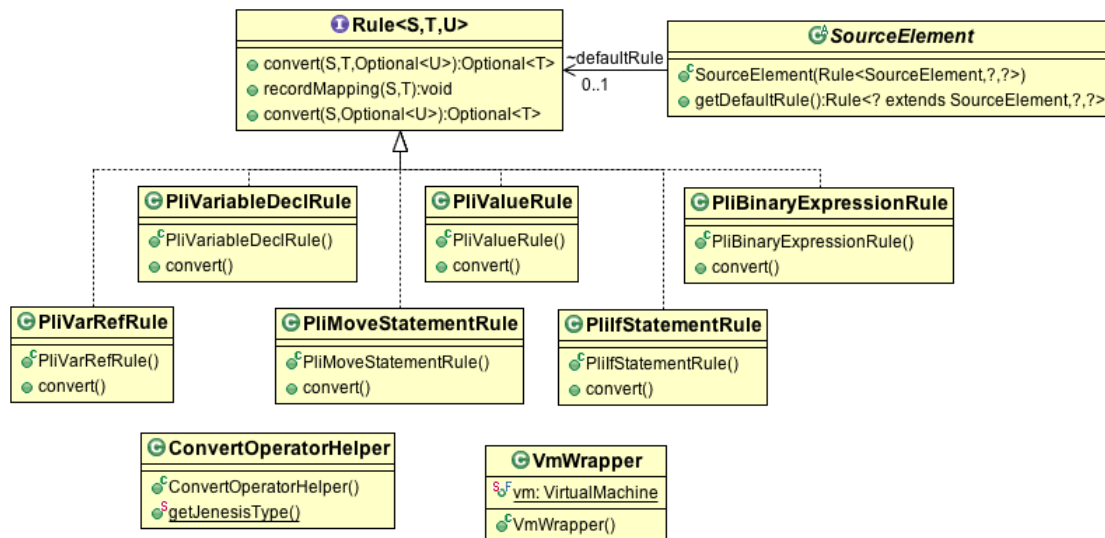 Rule<S,T,U>
convert(S,T,Optional<U>):Optional<T>
recordMapping(S,T):void
convert(S,Optional<U>):Optional<T>
~defaultRule
0..1
SourceElement
SourceElement(Rule<SourceElement,?,?>)
getDefaultRule():Rule<? extends SourceElement,?,?>
PliVariableDeclRule
PliVariableDeclRule()
convert()
PliValueRule
PliValueRule()
convert()
PliBinaryExpressionRule
PliBinaryExpressionRule()
convert()
PliVarRefRule
PliVarRefRule()
convert()
PliMoveStatementRule
PliMoveStatementRule()
convert()
PliIfStatementRule
PliIfStatementRule()
convert()
ConvertOperatorHelper
ConvertOperatorHelper()
getJenesisType()
VmWrapper
vm: VirtualMachine
VmWrapper()